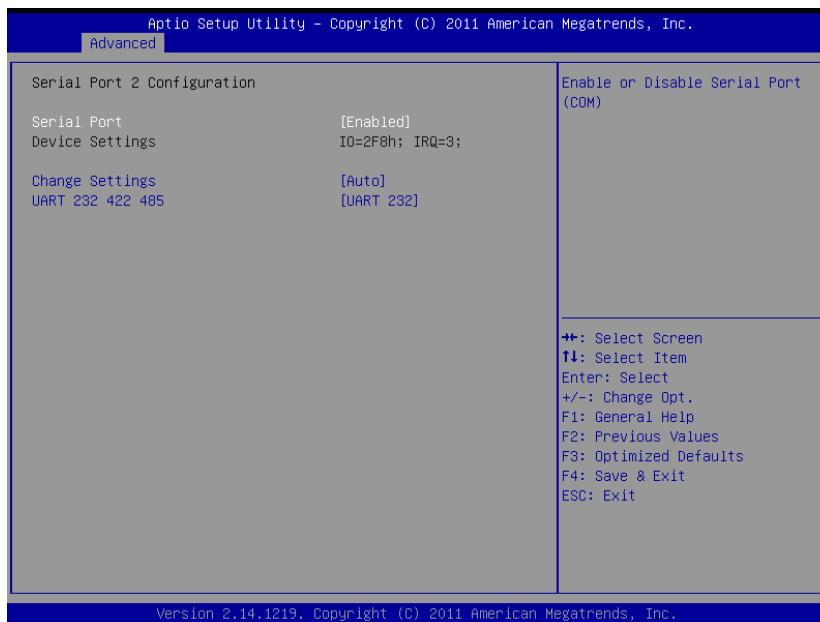 Aptio Setup Utility – Copyright (C) 2011 American Megatrends, Inc.
Advanced
Serial Port 2 Configuration
Serial Port [Enabled]
Device Settings IO=2F8h; IRQ=3;
Change Settings [Auto]
UART 232 422 485 [UART 232]
Enable or Disable Serial Port
(COM)
→←: Select Screen
↑↓: Select Item
Enter: Select
+/-: Change Opt.
F1: General Help
F2: Previous Values
F3: Optimized Defaults
F4: Save & Exit
ESC: Exit
Version 2.14.1219. Copyright (C) 2011 American Megatrends, Inc.